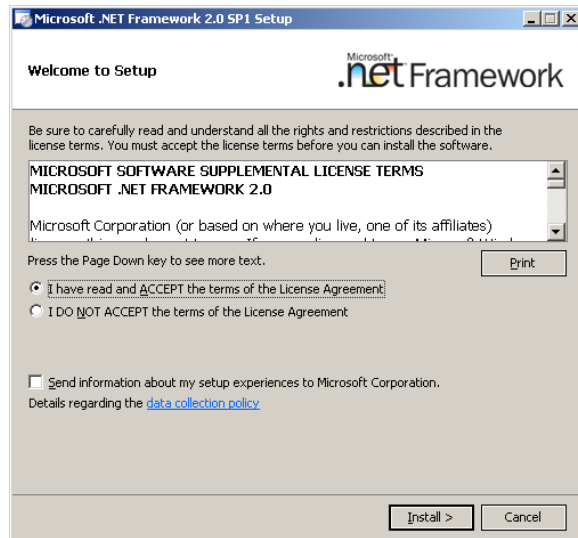 Microsoft .NET Framework 2.0 SP1 Setup
Welcome to Setup
Microsoft
.net Framework
Be sure to carefully read and understand all the rights and restrictions described in the
license terms. You must accept the license terms before you can install the software.
MICROSOFT SOFTWARE SUPPLEMENTAL LICENSE TERMS
MICROSOFT .NET FRAMEWORK 2.0
Microsoft Corporation (or based on where you live, one of its affiliates)
Press the Page Down key to see more text.
Print
I have read and ACCEPT the terms of the License Agreement
I DO NOT ACCEPT the terms of the License Agreement
Send information about my setup experiences to Microsoft Corporation.
Details regarding the data collection policy
Install >
Cancel